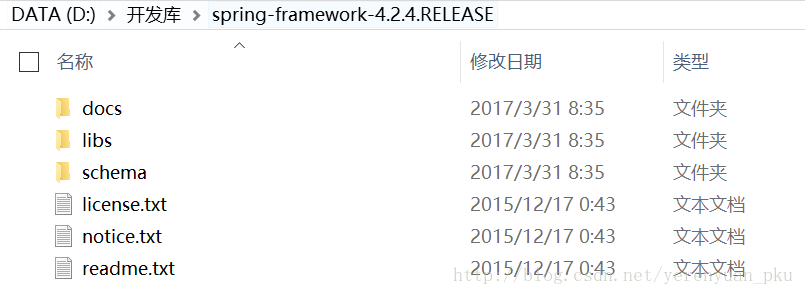 DATA (D:) > 开发库 > spring-framework-4.2.4.RELEASE
名称 修改日期 类型
docs 2017/3/31 8:35 文件夹
libs 2017/3/31 8:35 文件夹
schema 2017/3/31 8:35 文件夹
license.txt 2015/12/17 0:43 文本文档
notice.txt 2015/12/17 0:43 文本文档
readme.txt 2015/12/17 0:43 文本文档
http://blog.csdn.net/yerenyuan_pku